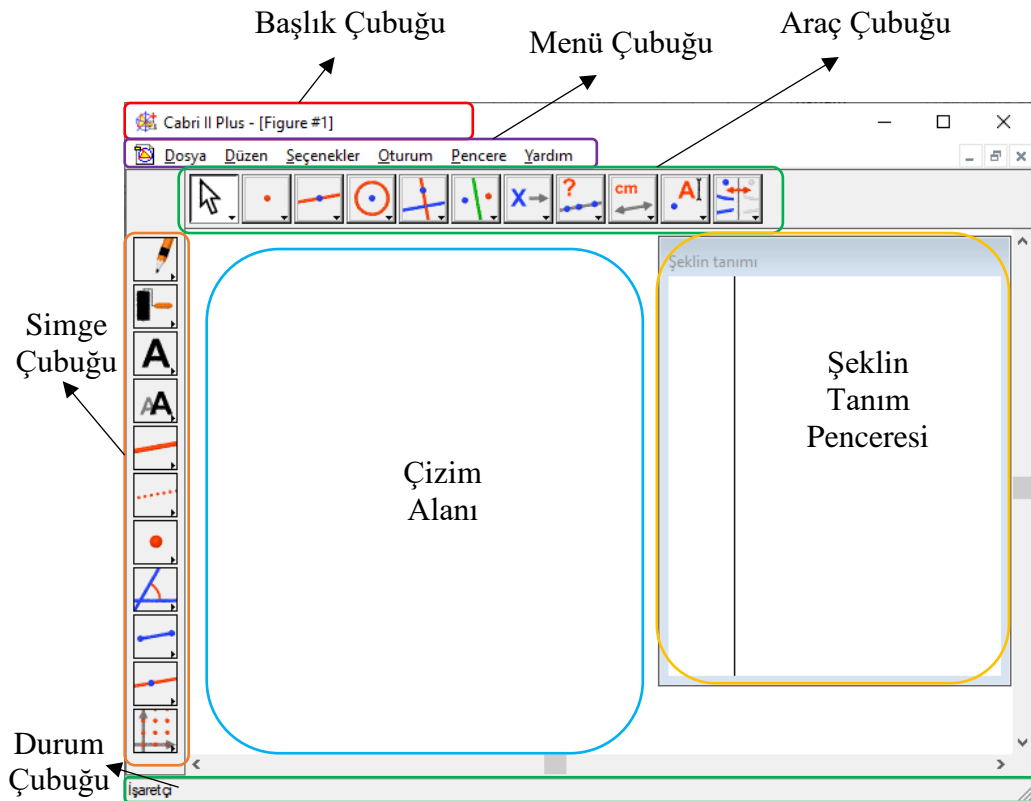 Başlık Çubuğu
Menü Çubuğu
Araç Çubuğu
Cabri II Plus - [Figure #1]
Dosya Düzen Seçenekler Oturum Pencere Yardım
X ? cm A
Şeklin tanımı
A
AA
Simge
Çubuğu
Çizim
Alanı
Şeklin
Tanım
Penceresi
Durum
Çubuğu
İşaretçi